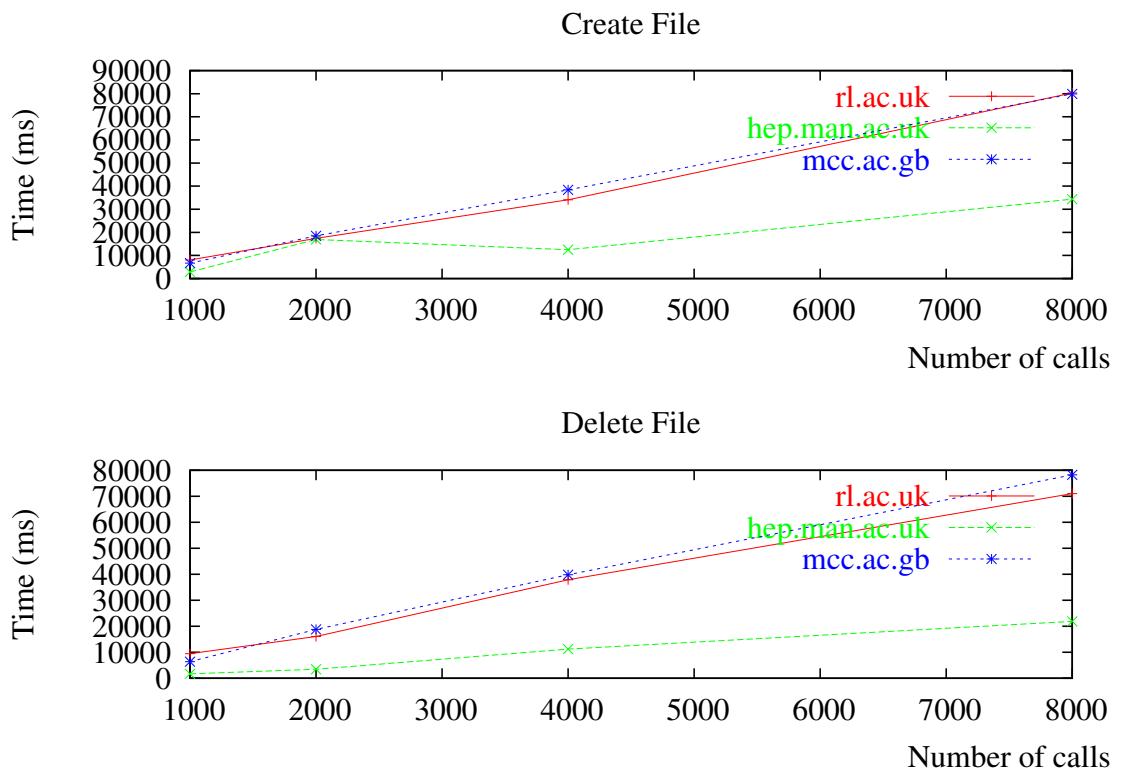 Create File
Time (ms)
90000
80000
70000
60000
50000
40000
30000
20000
10000
0
rl.ac.uk
hep.man.ac.uk
mcc.ac.gb
1000 2000 3000 4000 5000 6000 7000 8000
Number of calls
Delete File
Time (ms)
80000
70000
60000
50000
40000
30000
20000
10000
0
rl.ac.uk
hep.man.ac.uk
mcc.ac.gb
1000 2000 3000 4000 5000 6000 7000 8000
Number of calls